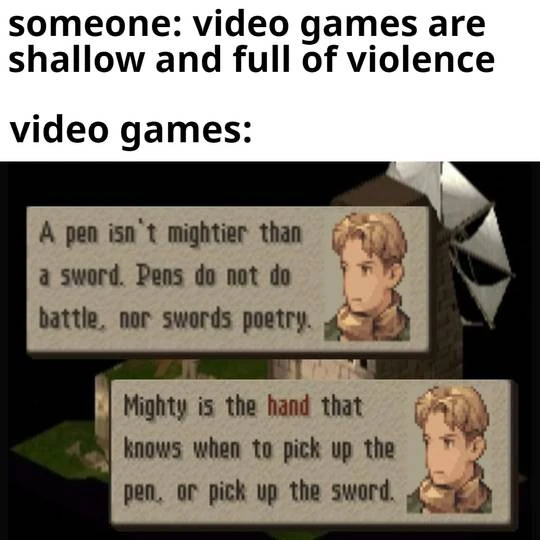 someone: video games are
shallow and full of violence
video games:
A pen isn't mightier than
a sword. Pens do not do
battle, nor swords poetry.
Mighty is the hand that
knows when to pick up the
pen, or pick up the sword.